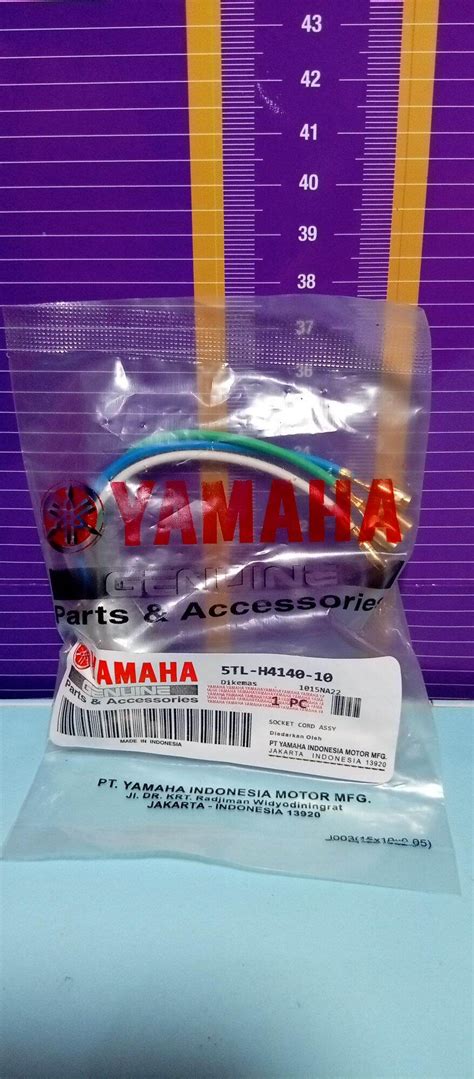 43
42
41
40
39
38
37
36
YAMAHA
GENUINE
Parts & Accessories
YAMAHA
GENUINE
Parts & Accessories
MADE IN INDONESIA
5TL-H4140-10
Dikemas 1015NA22
1 PC
SOCKET CORD ASSY
Diedarkan Oleh
PT YAMAHA INDONESIA MOTOR MFG.
JAKARTA - INDONESIA 13920
PT. YAMAHA INDONESIA MOTOR MFG.
Jl. DR. KRT. Radjiman Widyodiningrat
JAKARTA - INDONESIA 13920